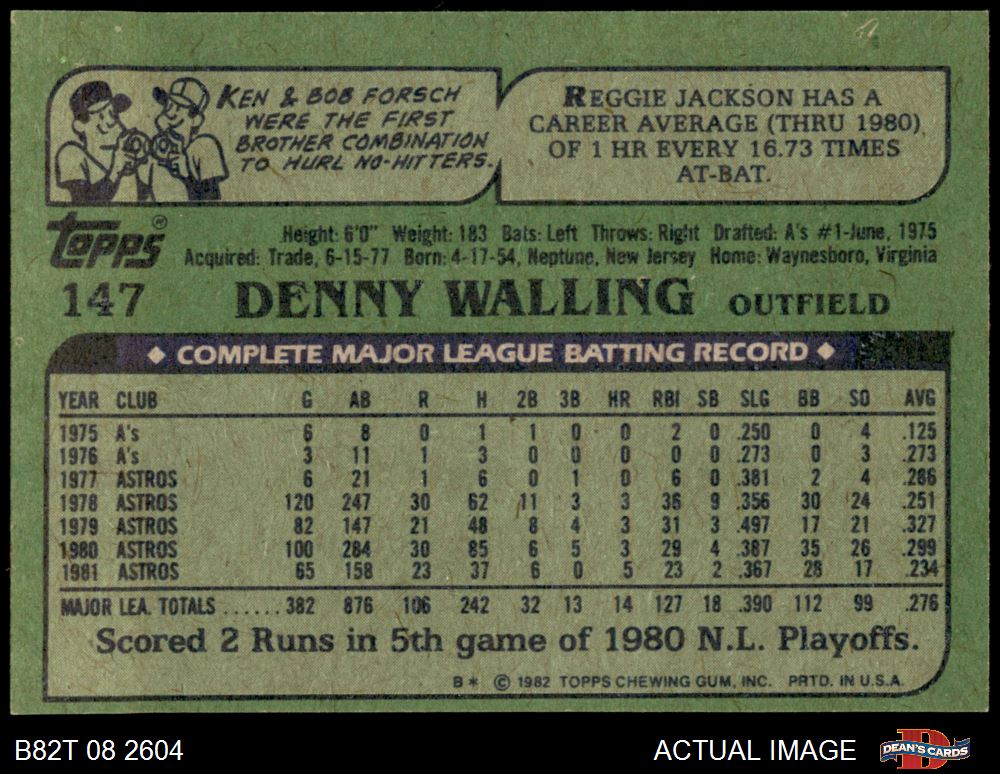 KEN & BOB FORSCH
WERE THE FIRST
BROTHER COMBINATION
TO HURL NO-HITTERS.
REGGIE JACKSON HAS A
CAREER AVERAGE (THRU 1980)
OF 1 HR EVERY 16.73 TIMES
AT-BAT.
topps®
Height: 6'0" Weight: 183 Bats: Left Throws: Right Drafted: A's #1-June, 1975
Acquired: Trade, 6-15-77 Born: 4-17-54, Neptune, New Jersey Home: Waynesboro, Virginia
147 DENNY WALLING OUTFIELD
◆ COMPLETE MAJOR LEAGUE BATTING RECORD ◆
YEAR CLUB G AB R H 2B 3B HR RBI SB SLG BB SO AVG
1975 A's 6 8 0 1 1 0 0 2 0 .250 0 4 .125
1976 A's 3 11 1 3 0 0 0 0 0 .273 0 3 .273
1977 ASTROS 6 21 1 6 0 1 0 6 0 .381 2 4 .286
1978 ASTROS 120 247 30 62 11 3 3 36 9 .356 30 24 .251
1979 ASTROS 82 147 21 48 8 4 3 31 3 .497 17 21 .327
1980 ASTROS 100 284 30 85 6 5 3 29 4 .387 35 26 .299
1981 ASTROS 65 158 23 37 6 0 5 23 2 .367 28 17 .234
MAJOR LEA. TOTALS ...... 382 876 106 242 32 13 14 127 18 .390 112 99 .276
Scored 2 Runs in 5th game of 1980 N.L. Playoffs.
B* © 1982 TOPPS CHEWING GUM, INC. PRTD. IN U.S.A.
B82T 08 2604 ACTUAL IMAGE DEAN'S CARDS